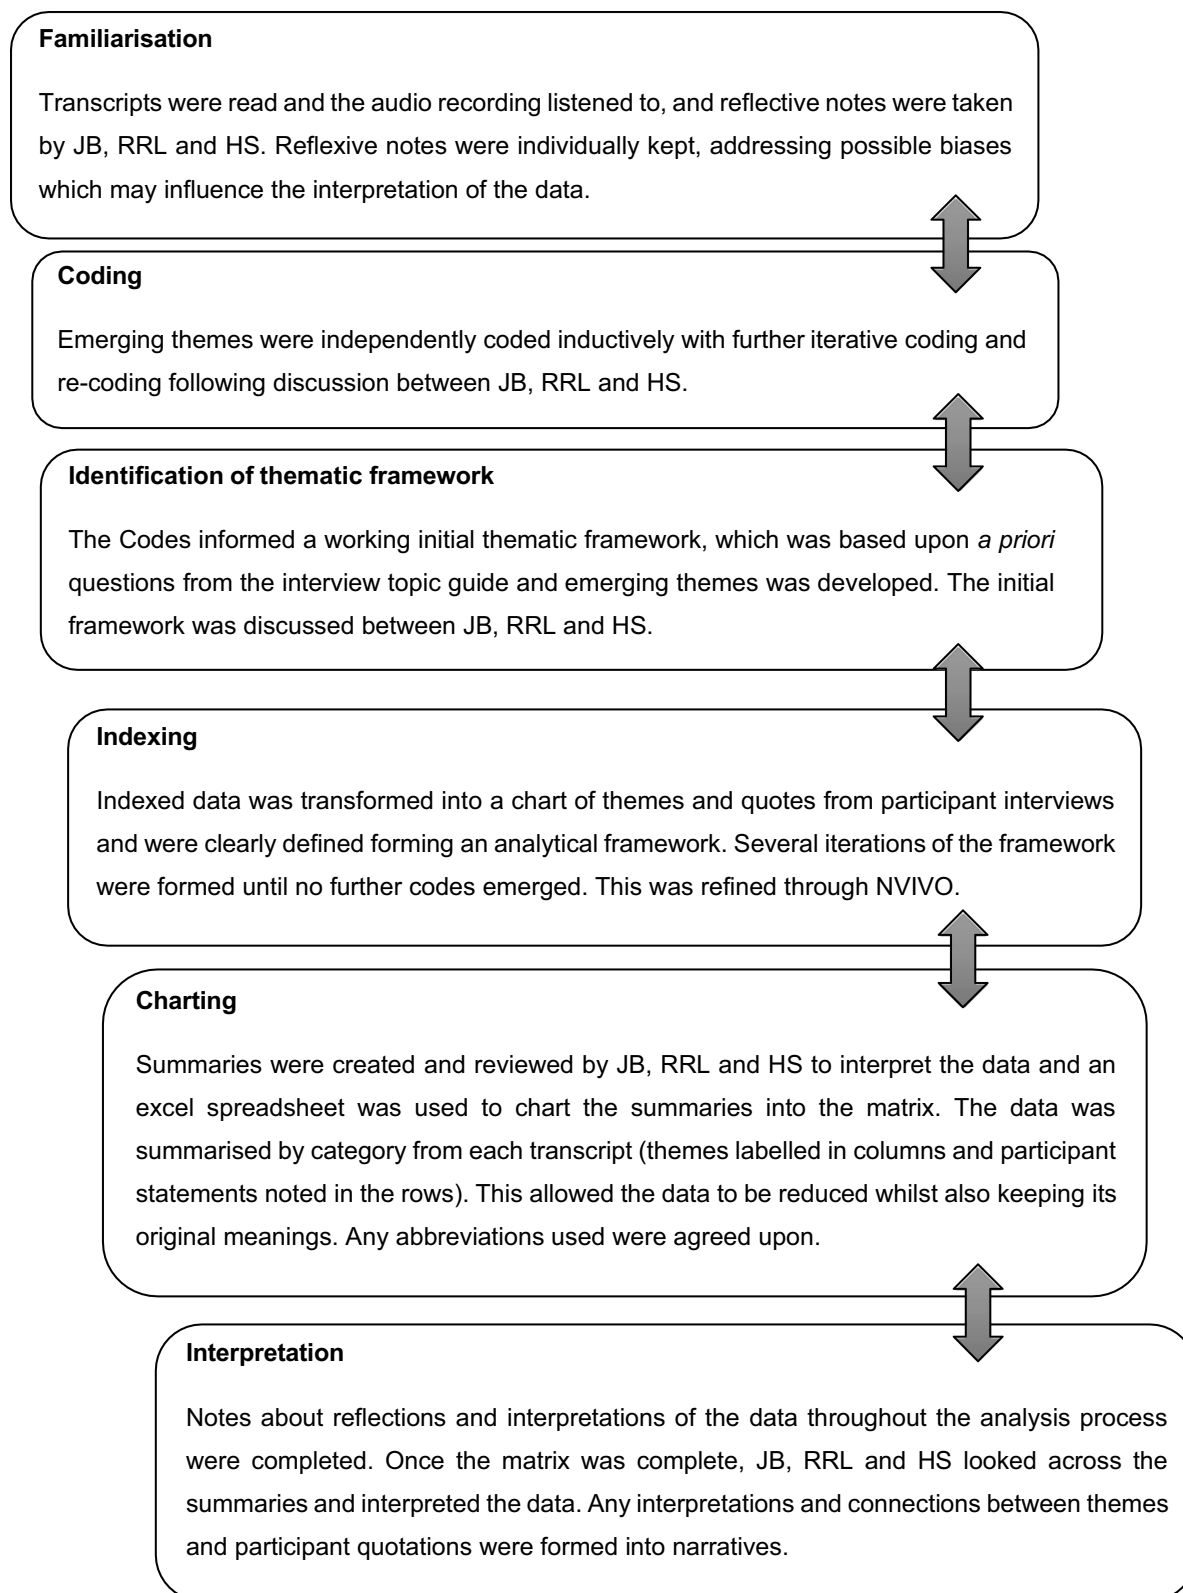 Familiarisation
Transcripts were read and the audio recording listened to, and reflective notes were taken
by JB, RRL and HS. Reflexive notes were individually kept, addressing possible biases
which may influence the interpretation of the data.
Coding
Emerging themes were independently coded inductively with further iterative coding and
re-coding following discussion between JB, RRL and HS.
Identification of thematic framework
The Codes informed a working initial thematic framework, which was based upon a priori
questions from the interview topic guide and emerging themes was developed. The initial
framework was discussed between JB, RRL and HS.
Indexing
Indexed data was transformed into a chart of themes and quotes from participant interviews
and were clearly defined forming an analytical framework. Several iterations of the framework
were formed until no further codes emerged. This was refined through NVIVO.
Charting
Summaries were created and reviewed by JB, RRL and HS to interpret the data and an
excel spreadsheet was used to chart the summaries into the matrix. The data was
summarised by category from each transcript (themes labelled in columns and participant
statements noted in the rows). This allowed the data to be reduced whilst also keeping its
original meanings. Any abbreviations used were agreed upon.
Interpretation
Notes about reflections and interpretations of the data throughout the analysis process
were completed. Once the matrix was complete, JB, RRL and HS looked across the
summaries and interpreted the data. Any interpretations and connections between themes
and participant quotations were formed into narratives.